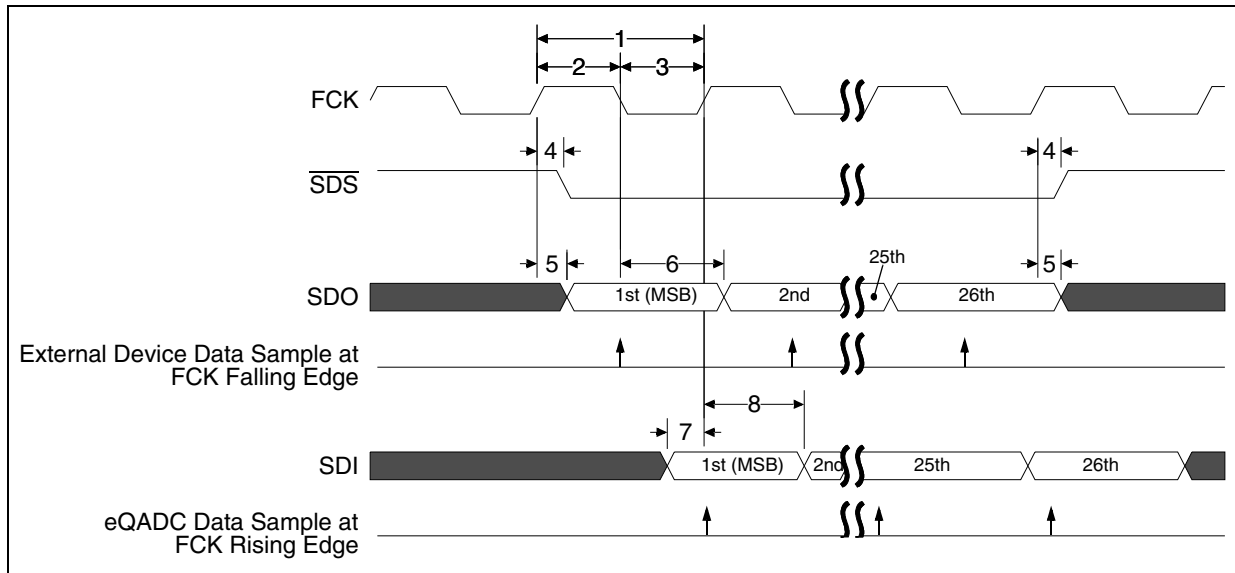 1
2
3
FCK
4
4
SDS
5
6
25th
5
SDO
1st (MSB)
2nd
26th
External Device Data Sample at
FCK Falling Edge
8
7
SDI
1st (MSB)
2nd
25th
26th
eQADC Data Sample at
FCK Rising Edge